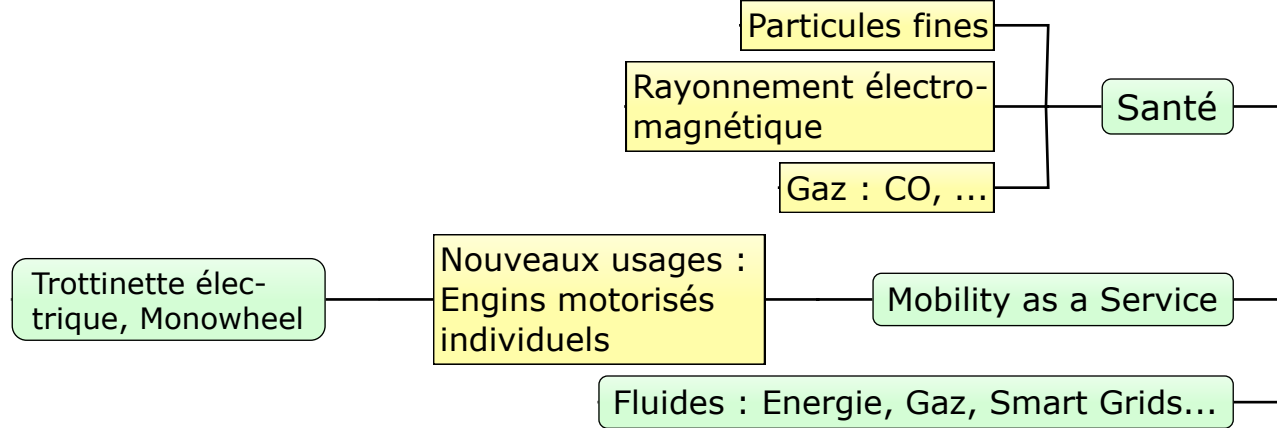 Particules fines
Rayonnement électro-
magnétique
Gaz : CO, ...
Santé
Trottinette élec-
trique, Monowheel
Nouveaux usages :
Engins motorisés
individuels
Mobility as a Service
Fluides : Energie, Gaz, Smart Grids...